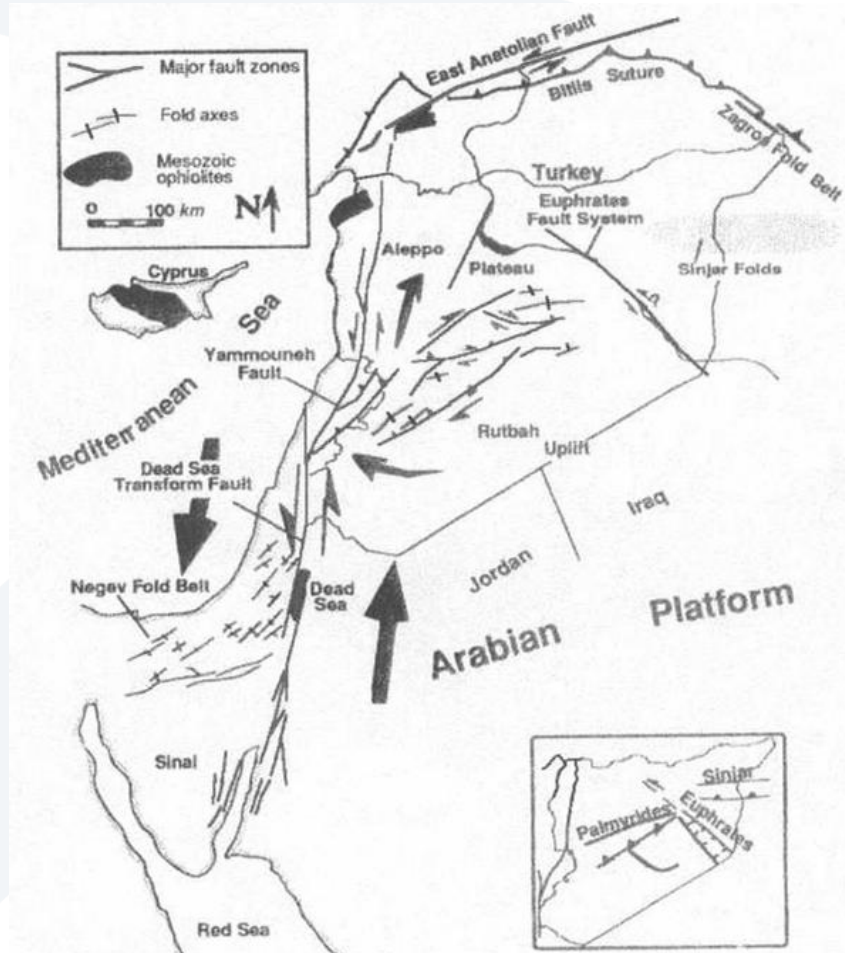 Major fault zones
Fold axes
Mesozoic
ophiolites
0 100 km N
East Anatolian Fault
Bitlis Suture
Zagros Fold Belt
Turkey
Euphrates
Fault System
Cyprus
Aleppo
Plateau
Sinjar Folds
Sea
Yammouneh
Fault
Mediterranean
Rutbah
Uplift
Dead Sea
Transform Fault
Iraq
Jordan
Negev Fold Belt
Dead
Sea
Arabian Platform
Sinai
Red Sea
Sinjar
Palmyrides
Euphrates